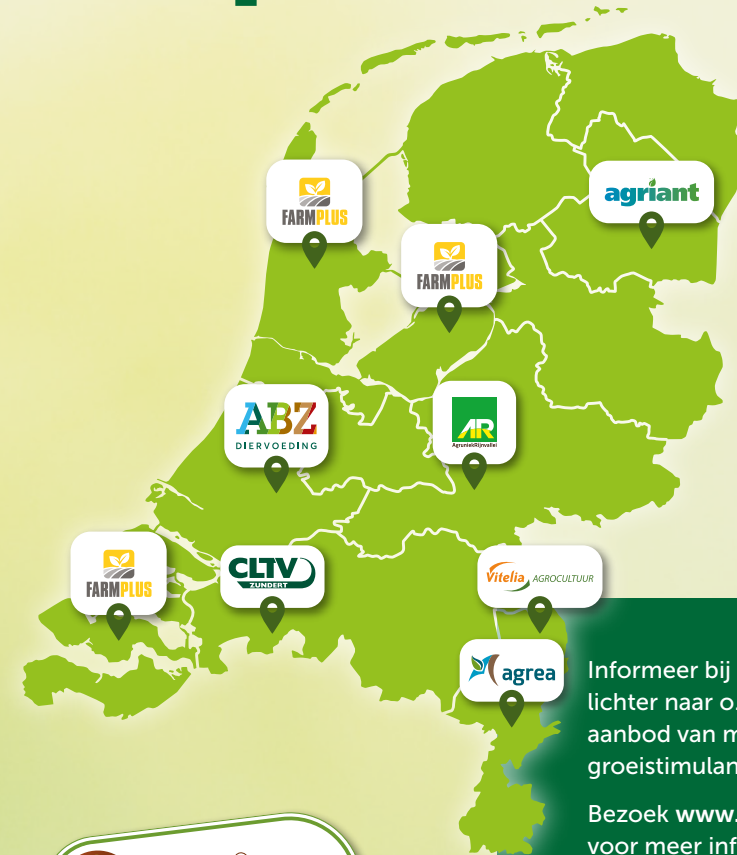 FARMPLUS
agriant
FARMPLUS
ABZ
DIERVOEDING
AR
AgruniekRijnvallei
FARMPLUS
CLTV
ZUNDERT
Vitelia AGROCULTUUR
agrea
Informeer bij
lichter naar o.
aanbod van m
groeistimulan
Bezoek www.
voor meer inf